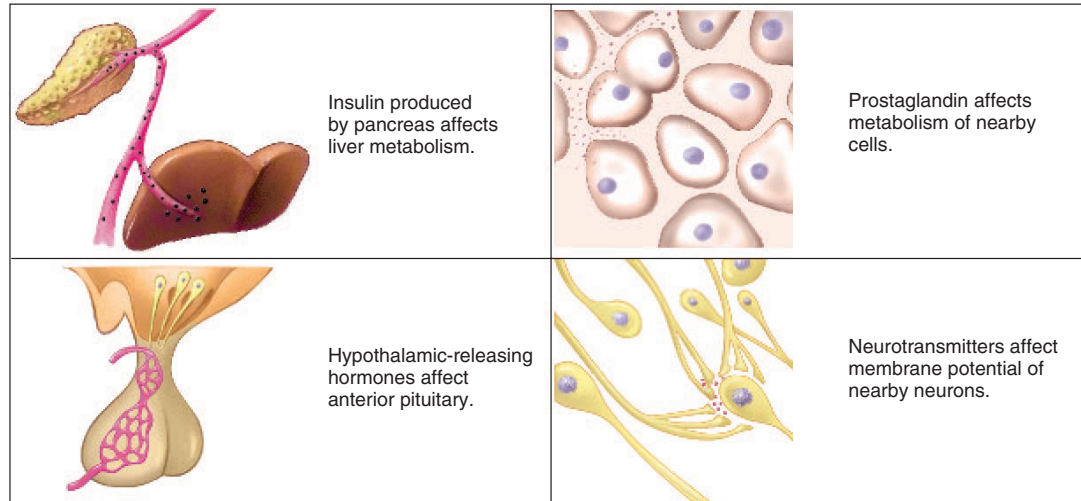 Insulin produced
by pancreas affects
liver metabolism.
Prostaglandin affects
metabolism of nearby
cells.
Hypothalamic-releasing
hormones affect
anterior pituitary.
Neurotransmitters affect
membrane potential of
nearby neurons.